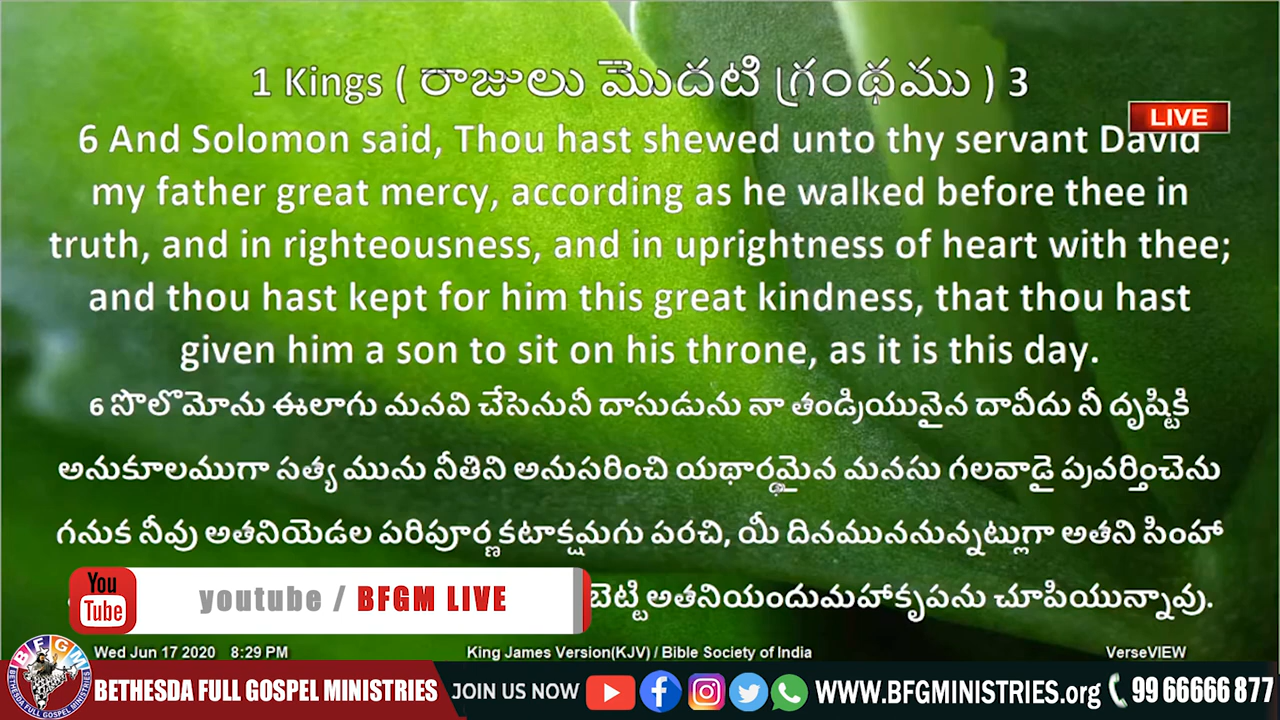 1 Kings ( రాజులు మొదటి గ్రంథము ) 3
LIVE
6 And Solomon said, Thou hast shewed unto thy servant David
my father great mercy, according as he walked before thee in
truth, and in righteousness, and in uprightness of heart with thee;
and thou hast kept for him this great kindness, that thou hast
given him a son to sit on his throne, as it is this day.
6 సొలొమోను ఈలాగు మనవి చేసెనునీ దాసుడును నా తండ్రియునైన దావీదు నీ దృష్టికి
అనుకూలముగా సత్య మును నీతిని అనుసరించి యథార్థమైన మనసు గలవాడై ప్రవర్తించెను
గనుక నీవు అతనియెడల పరిపూర్ణకటాక్షమగు పరచి, యీ దినముననున్నట్లుగా అతని సింహా
బెట్టి అతనియందుమహాకృపను చూపియున్నావు.
You Tube youtube / BFGM LIVE
Wed Jun 17 2020 8:29 PM King James Version(KJV) / Bible Society of India VerseVIEW
BFGM BETHESDA FULL GOSPEL MINISTRIES JOIN US NOW WWW.BFGMINISTRIES.org 99 66666 877